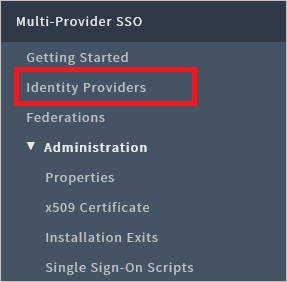 Multi-Provider SSO
Getting Started
Identity Providers
Federations
▼ Administration
Properties
x509 Certificate
Installation Exits
Single Sign-On Scripts